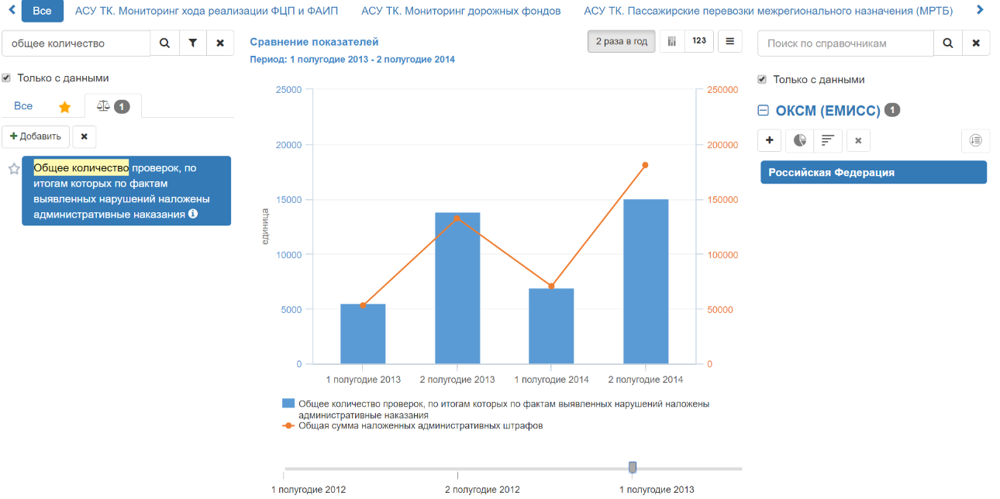 Все
АСУ ТК. Мониторинг хода реализации ФЦП и ФАИП
АСУ ТК. Мониторинг дорожных фондов
АСУ ТК. Пассажирские перевозки межрегионального назначения (МРТБ)
общее количество
Только с данными
Все
1
Добавить
Общее количество проверок, по
итогам которых по фактам
выявленных нарушений наложены
административные наказания
Сравнение показателей
Период: 1 полугодие 2013 - 2 полугодие 2014
2 раза в год
123
25000
20000
15000
10000
5000
0
единица
250000
200000
150000
100000
50000
0
1 полугодие 2013
2 полугодие 2013
1 полугодие 2014
2 полугодие 2014
Общее количество проверок, по итогам которых по фактам выявленных нарушений наложены
административные наказания
Общая сумма наложенных административных штрафов
1 полугодие 2012
2 полугодие 2012
1 полугодие 2013
Поиск по справочникам
Только с данными
ОКСМ (ЕМИСС) 1
Российская Федерация